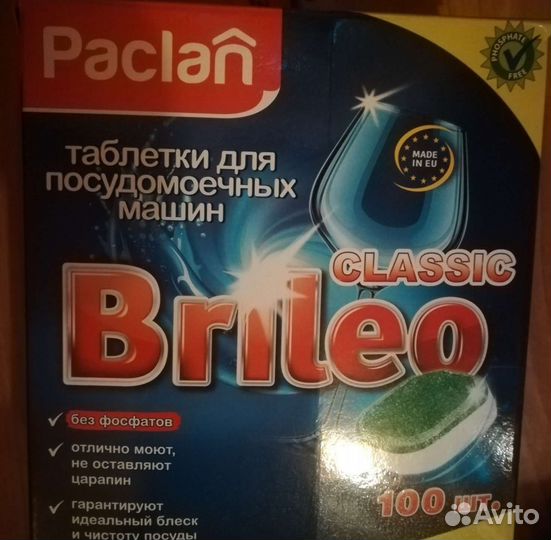 Paclan
PHOSPHATE
FREE
таблетки для
посудомоечных
машин
MADE
IN EU
CLASSIC
Brileo
без фосфатов
отлично моют,
не оставляют
царапин
гарантируют
идеальный блеск
и чистоту посуды
100 шт.
Avito